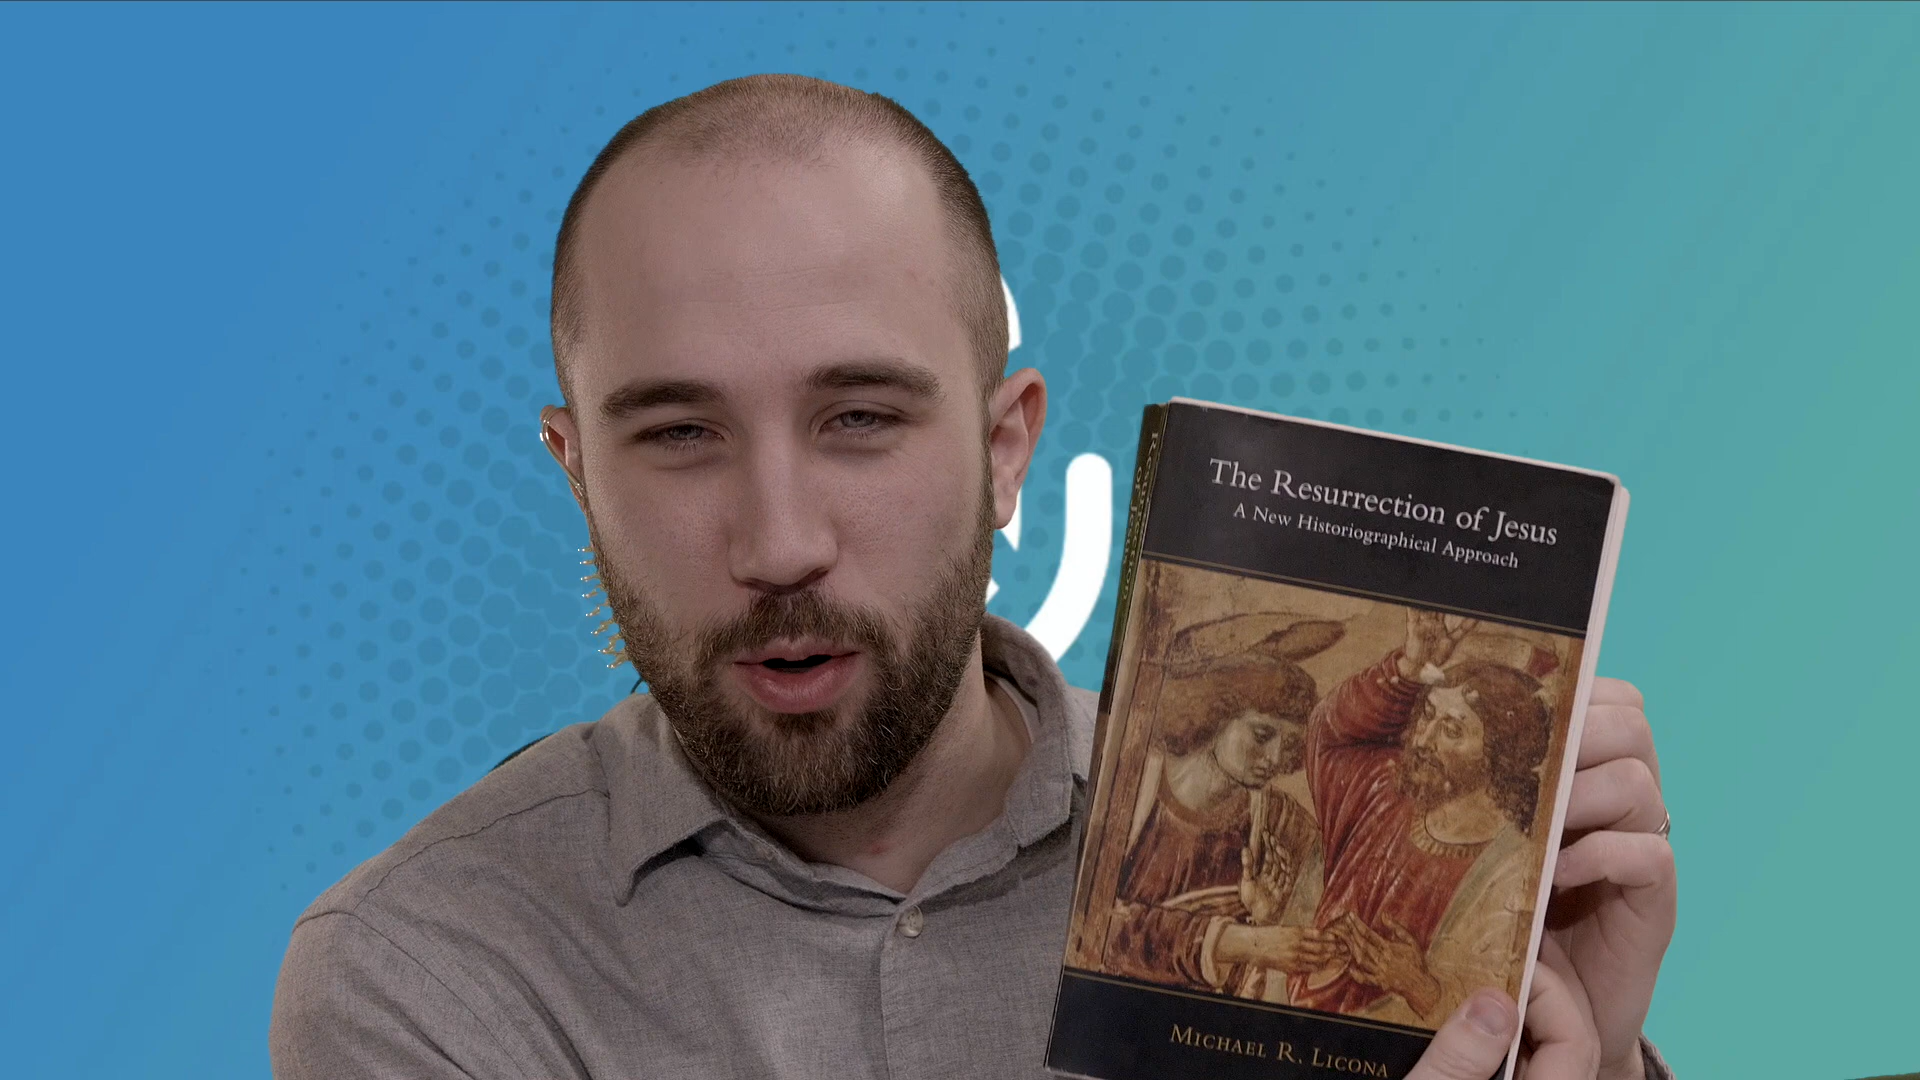 The Resurrection of Jesus
A New Historiographical Approach
Michael R. Licona